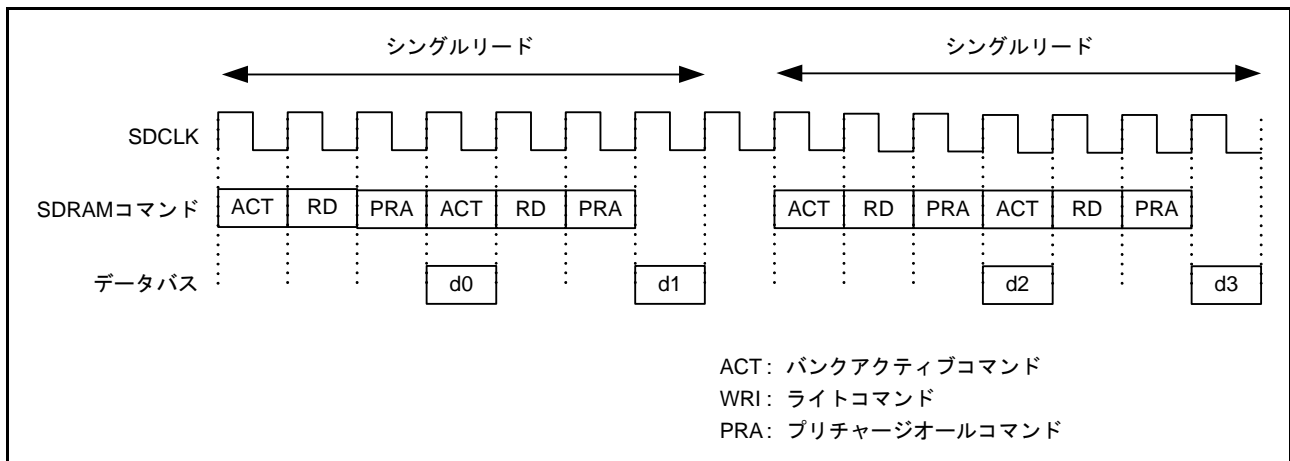 シングルリード シングルリード
SDCLK
SDRAMコマンド ACT RD PRA ACT RD PRA ACT RD PRA ACT RD PRA
データバス d0 d1 d2 d3
ACT : バンクアクティブコマンド
WRI : ライトコマンド
PRA : プリチャージオールコマンド